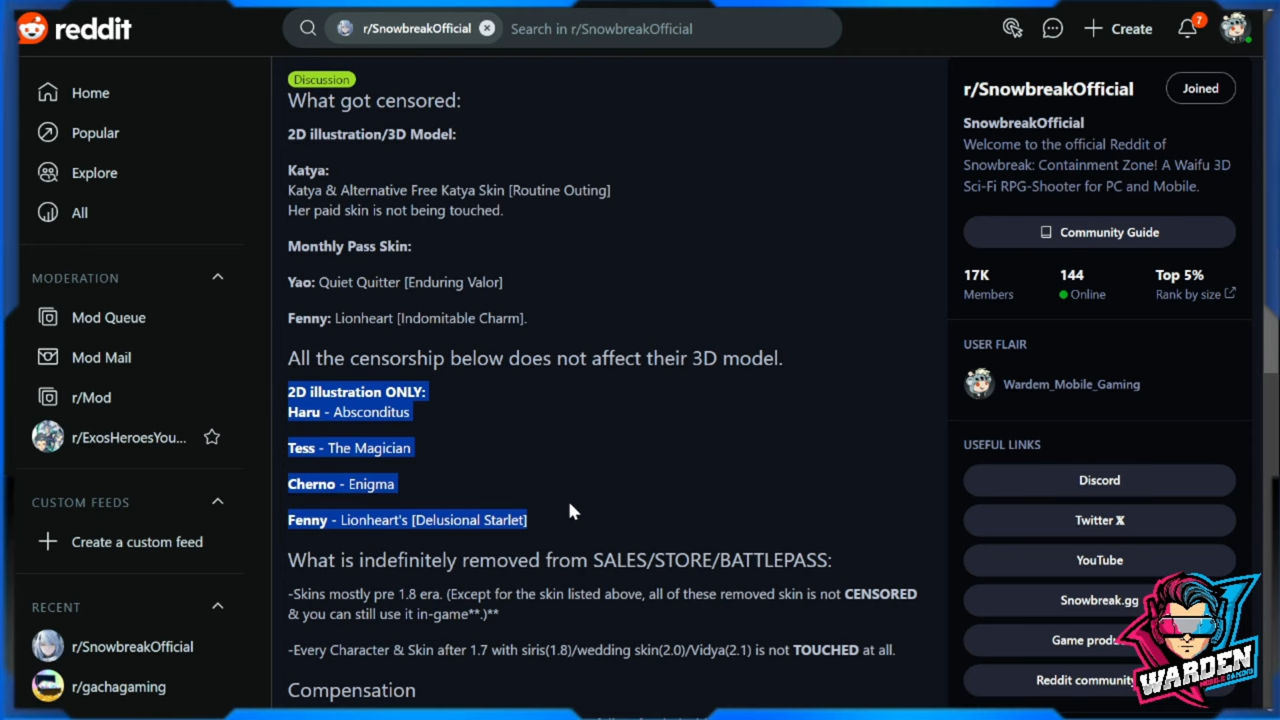 reddit
r/SnowbreakOfficial
Search in r/SnowbreakOfficial
Create
7
Home
Popular
Explore
All
MODERATION
Mod Queue
Mod Mail
r/Mod
r/ExosHeroesYou...
CUSTOM FEEDS
Create a custom feed
RECENT
r/SnowbreakOfficial
r/gachagaming
Discussion
What got censored:
2D illustration/3D Model:
Katya:
Katya & Alternative Free Katya Skin [Routine Outing]
Her paid skin is not being touched.
Monthly Pass Skin:
Yao: Quiet Quitter [Enduring Valor]
Fenny: Lionheart [Indomitable Charm].
All the censorship below does not affect their 3D model.
2D illustration ONLY:
Haru - Absconditus
Tess - The Magician
Cherno - Enigma
Fenny - Lionheart's [Delusional Starlet]
What is indefinitely removed from SALES/STORE/BATTLEPASS:
-Skins mostly pre 1.8 era. (Except for the skin listed above, all of these removed skin is not CENSORED
& you can still use it in-game**.)**
-Every Character & Skin after 1.7 with siris(1.8)/wedding skin(2.0)/Vidya(2.1) is not TOUCHED at all.
Compensation
r/SnowbreakOfficial
Joined
SnowbreakOfficial
Welcome to the official Reddit of
Snowbreak: Containment Zone! A Waifu 3D
Sci-Fi RPG-Shooter for PC and Mobile.
Community Guide
17K
144
Top 5%
Members
Online
Rank by size
USER FLAIR
Wardem_Mobile_Gaming
USEFUL LINKS
Discord
Twitter X
YouTube
Snowbreak.gg
Game
Reddit
WARDEN
MOBILE GAMING